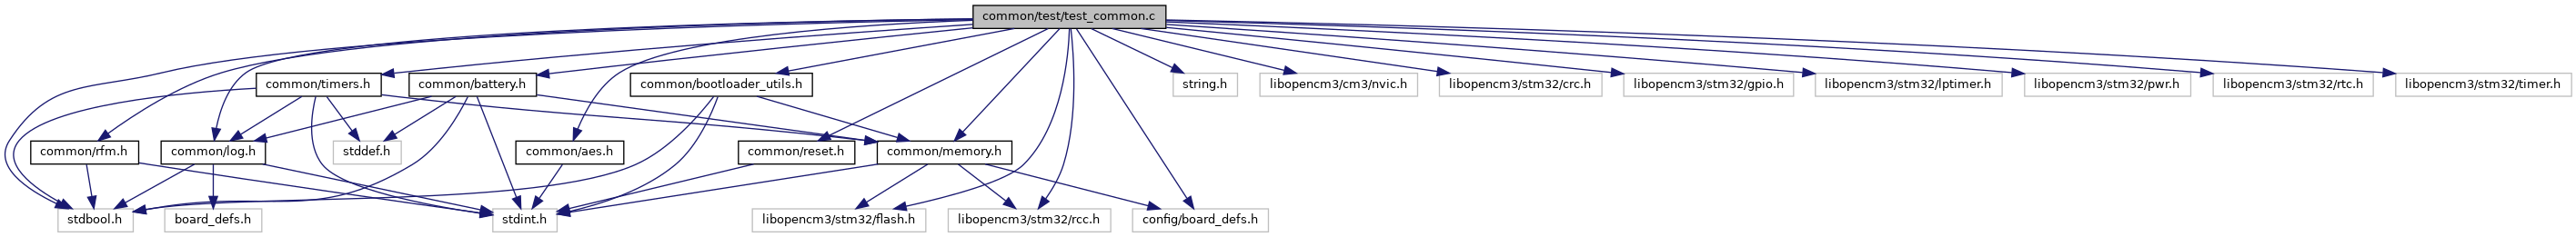 common/test/test_common.c
common/timers.h
common/battery.h
common/bootloader_utils.h
string.h
libopencm3/cm3/nvic.h
libopencm3/stm32/crc.h
libopencm3/stm32/gpio.h
libopencm3/stm32/lptimer.h
libopencm3/stm32/pwr.h
libopencm3/stm32/rtc.h
libopencm3/stm32/timer.h
common/rfm.h
common/log.h
stddef.h
common/aes.h
common/reset.h
common/memory.h
stdbool.h
board_defs.h
stdint.h
libopencm3/stm32/flash.h
libopencm3/stm32/rcc.h
config/board_defs.h